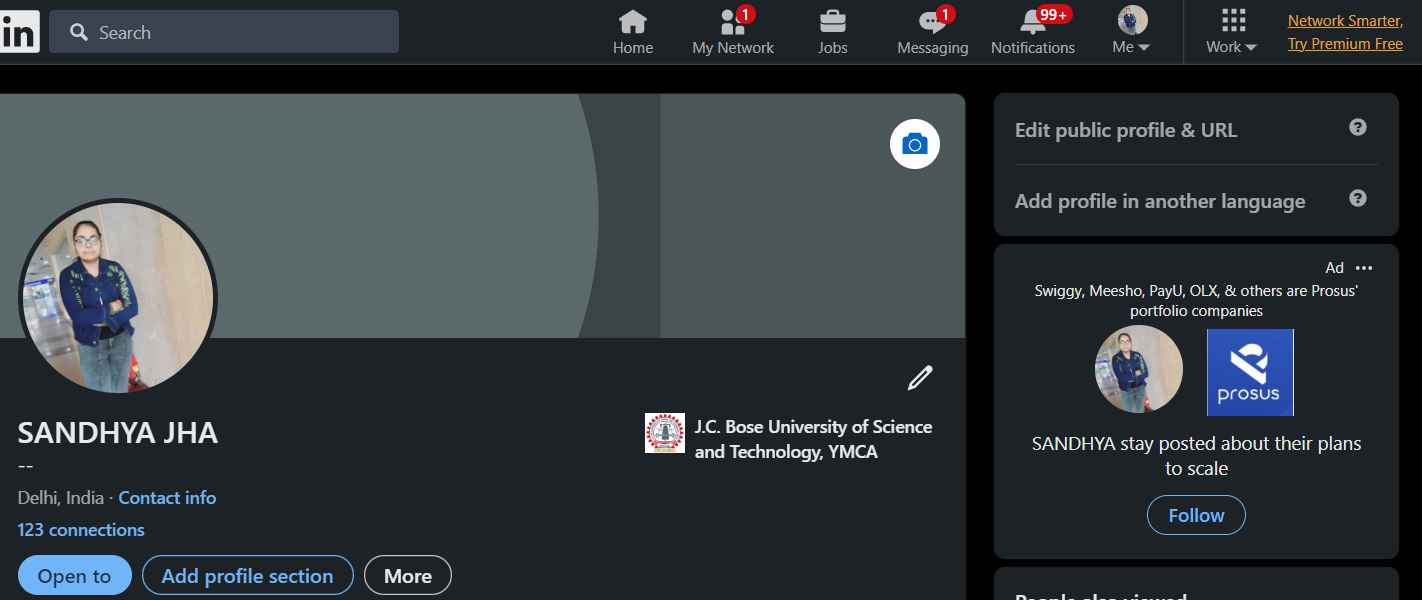 in
Search
Home
My Network
1
Jobs
Messaging
1
Notifications
99+
Me
Work
Network Smarter,
Try Premium Free
SANDHYA JHA
--
Delhi, India · Contact info
123 connections
Open to
Add profile section
More
J.C. Bose University of Science
and Technology, YMCA
Edit public profile & URL
?
Add profile in another language
?
Ad ···
Swiggy, Meesho, PayU, OLX, & others are Prosus'
portfolio companies
prosus
SANDHYA stay posted about their plans
to scale
Follow
People also viewed